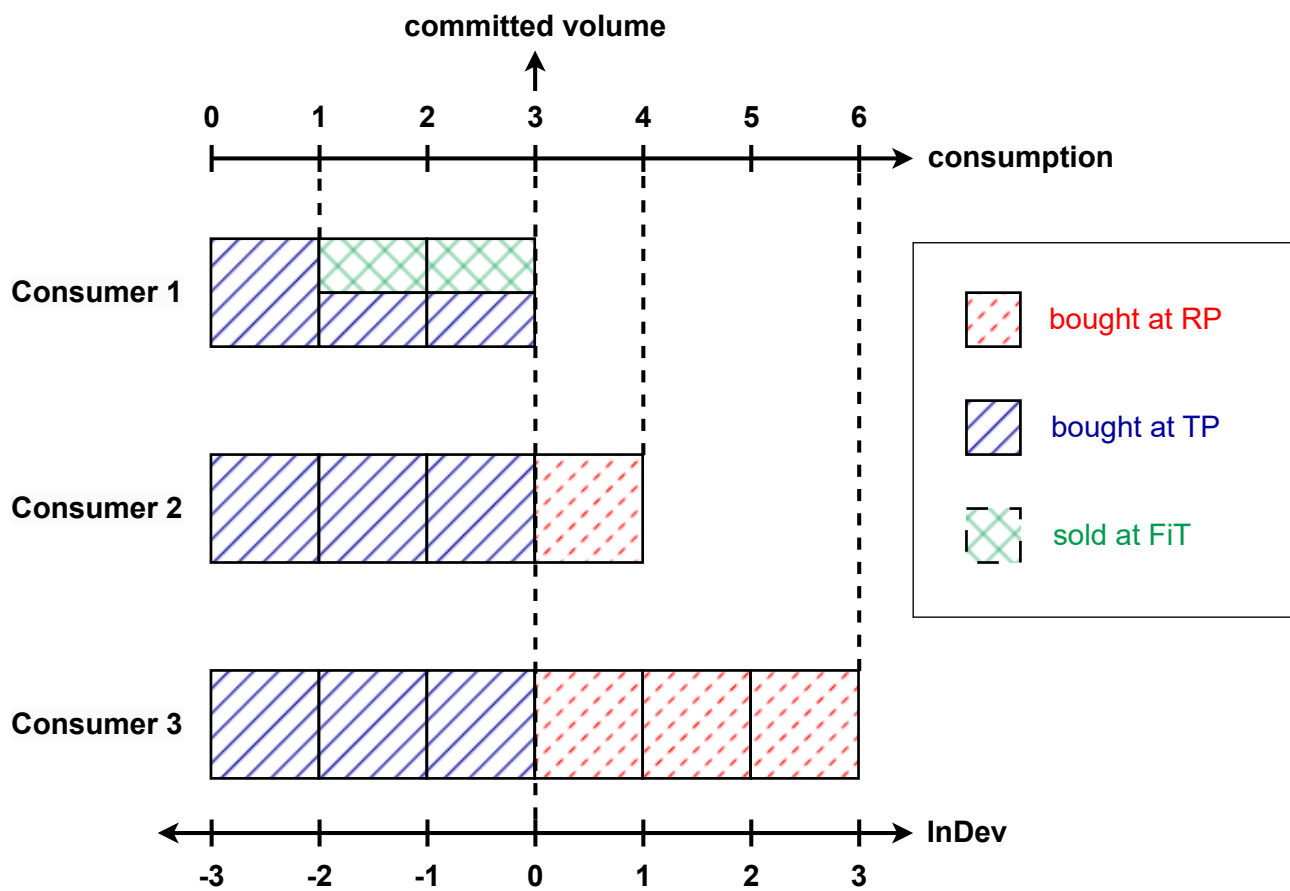 committed volume
0 1 2 3 4 5 6
consumption
Consumer 1
bought at RP
bought at TP
Consumer 2
sold at FiT
Consumer 3
InDev
-3 -2 -1 0 1 2 3